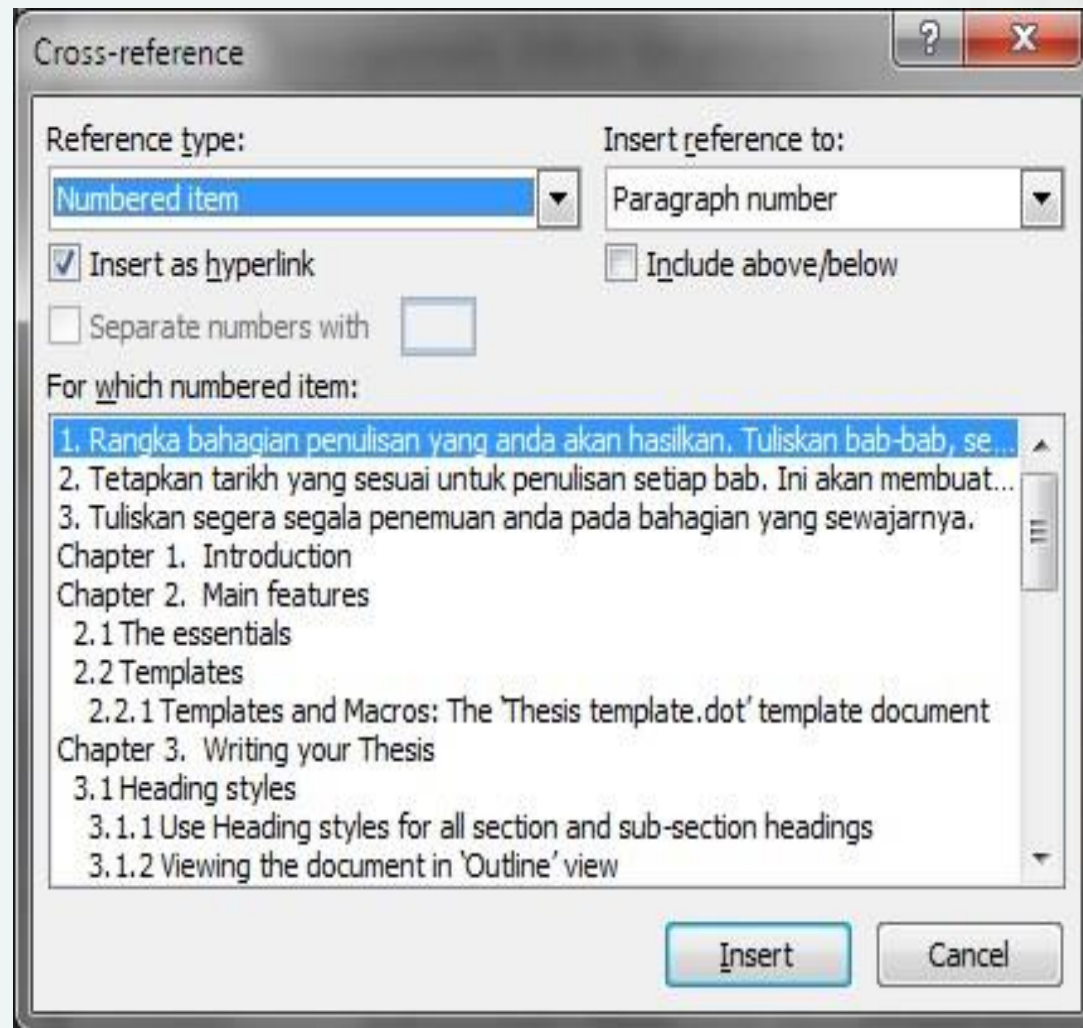 Cross-reference
Reference type:
Insert reference to:
Numbered item
Paragraph number
Insert as hyperlink
Include above/below
Separate numbers with
For which numbered item:
1. Rangka bahagian penulisan yang anda akan hasilkan. Tuliskan bab-bab, se...
2. Tetapkan tarikh yang sesuai untuk penulisan setiap bab. Ini akan membuat...
3. Tuliskan segera segala penemuan anda pada bahagian yang sewajarnya.
Chapter 1.  Introduction
Chapter 2.  Main features
2.1 The essentials
2.2 Templates
2.2.1 Templates and Macros: The 'Thesis template.dot' template document
Chapter 3.  Writing your Thesis
3.1 Heading styles
3.1.1 Use Heading styles for all section and sub-section headings
3.1.2 Viewing the document in 'Outline' view
Insert
Cancel